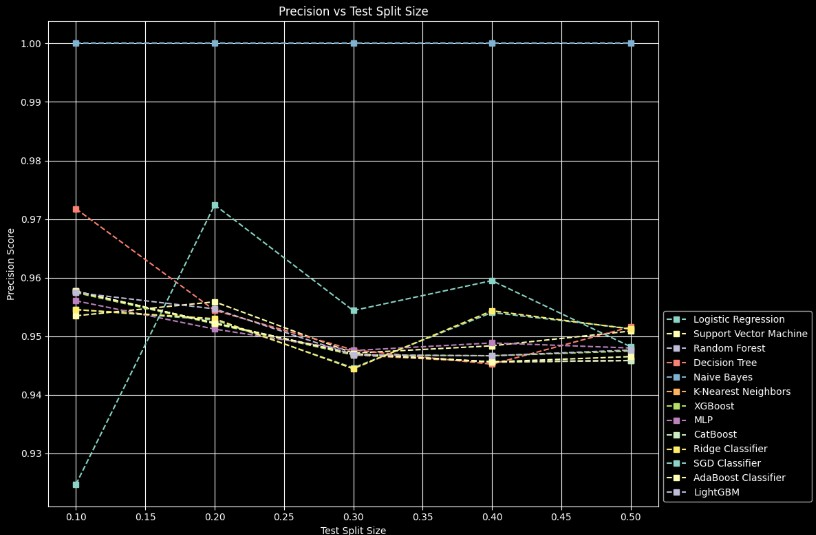 Precision vs Test Split Size
1.00
0.99
0.98
0.97
0.96
0.95
0.94
0.93
Precision Score
0.10 0.15 0.20 0.25 0.30 0.35 0.40 0.45 0.50
Test Split Size
Logistic Regression
Support Vector Machine
Random Forest
Decision Tree
Naive Bayes
K-Nearest Neighbors
XGBoost
MLP
CatBoost
Ridge Classifier
SGD Classifier
AdaBoost Classifier
LightGBM